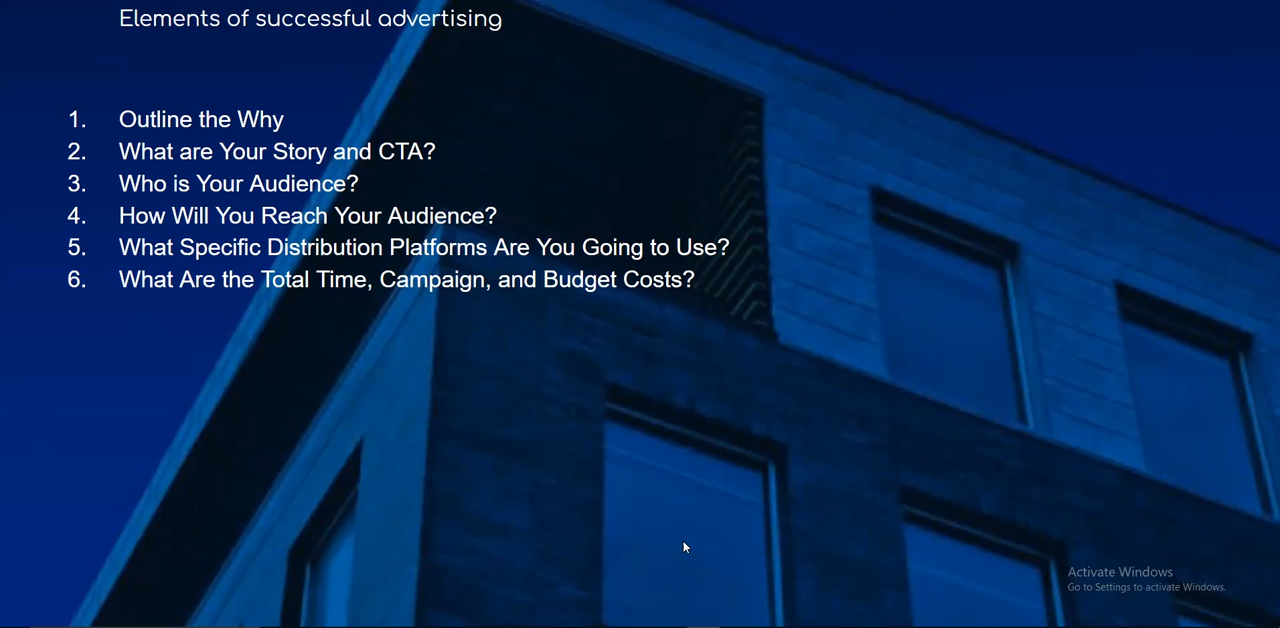 Elements of successful advertising
1. Outline the Why
2. What are Your Story and CTA?
3. Who is Your Audience?
4. How Will You Reach Your Audience?
5. What Specific Distribution Platforms Are You Going to Use?
6. What Are the Total Time, Campaign, and Budget Costs?
Activate Windows
Go to Settings to activate Windows.